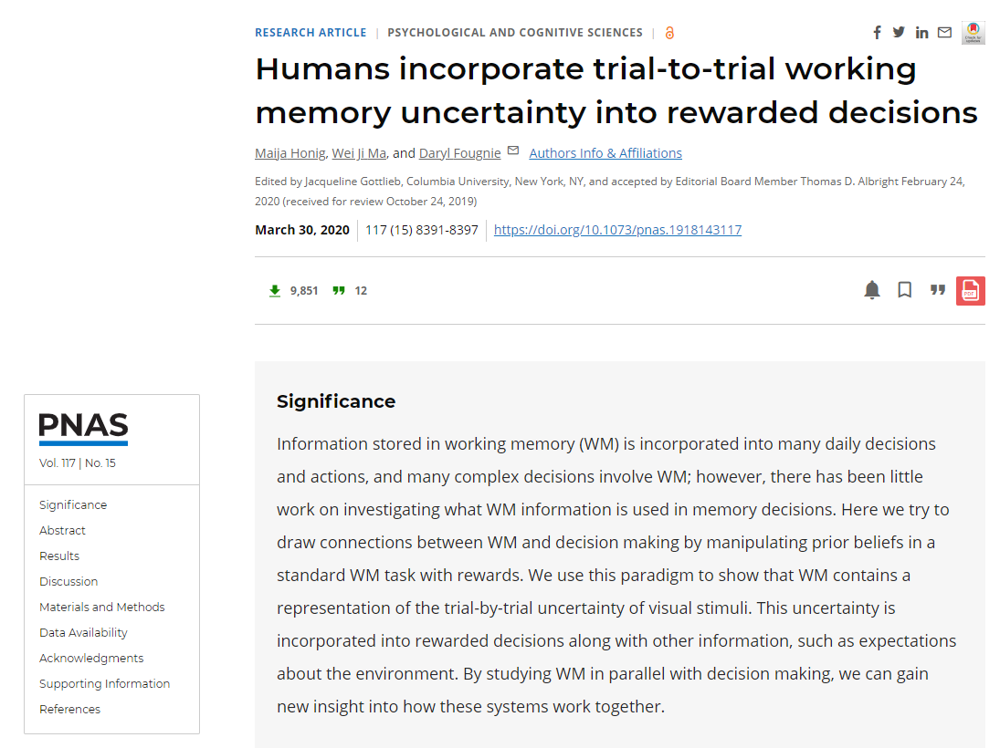 RESEARCH ARTICLE | PSYCHOLOGICAL AND COGNITIVE SCIENCES |
Humans incorporate trial-to-trial working
memory uncertainty into rewarded decisions
Maija Honig, Wei Ji Ma, and Daryl Fougnie Authors Info & Affiliations
Edited by Jacqueline Gottlieb, Columbia University, New York, NY, and accepted by Editorial Board Member Thomas D. Albright February 24,
2020 (received for review October 24, 2019)
March 30, 2020 117 (15) 8391-8397 https://doi.org/10.1073/pnas.1918143117
9,851 12
PDF
PNAS
Vol. 117 | No. 15
Significance
Abstract
Results
Discussion
Materials and Methods
Data Availability
Acknowledgments
Supporting Information
References
Significance
Information stored in working memory (WM) is incorporated into many daily decisions
and actions, and many complex decisions involve WM; however, there has been little
work on investigating what WM information is used in memory decisions. Here we try to
draw connections between WM and decision making by manipulating prior beliefs in a
standard WM task with rewards. We use this paradigm to show that WM contains a
representation of the trial-by-trial uncertainty of visual stimuli. This uncertainty is
incorporated into rewarded decisions along with other information, such as expectations
about the environment. By studying WM in parallel with decision making, we can gain
new insight into how these systems work together.